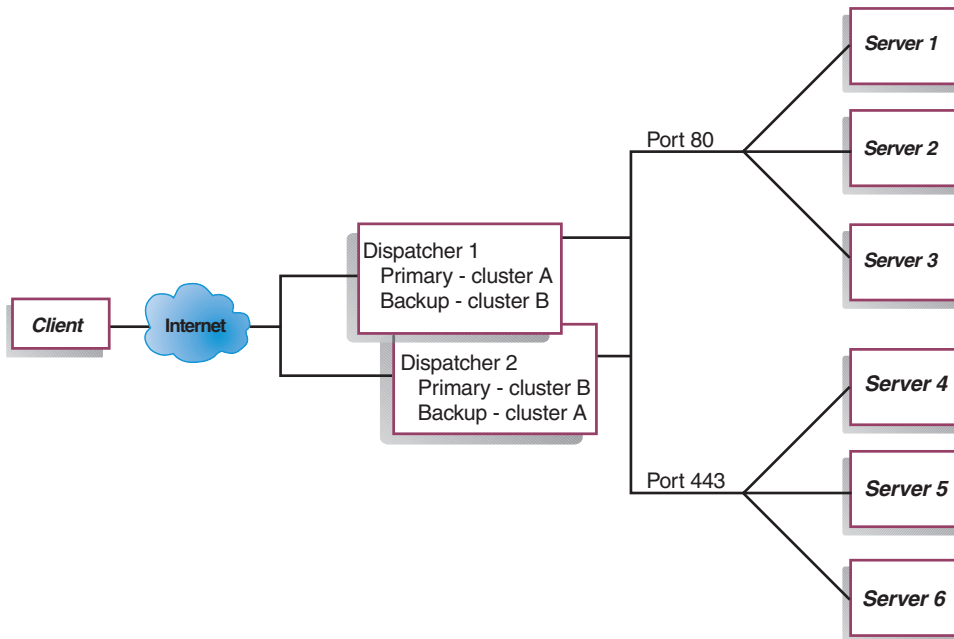 Client
Internet
Dispatcher 1
Primary - cluster A
Backup - cluster B
Dispatcher 2
Primary - cluster B
Backup - cluster A
Port 80
Server 1
Server 2
Server 3
Port 443
Server 4
Server 5
Server 6